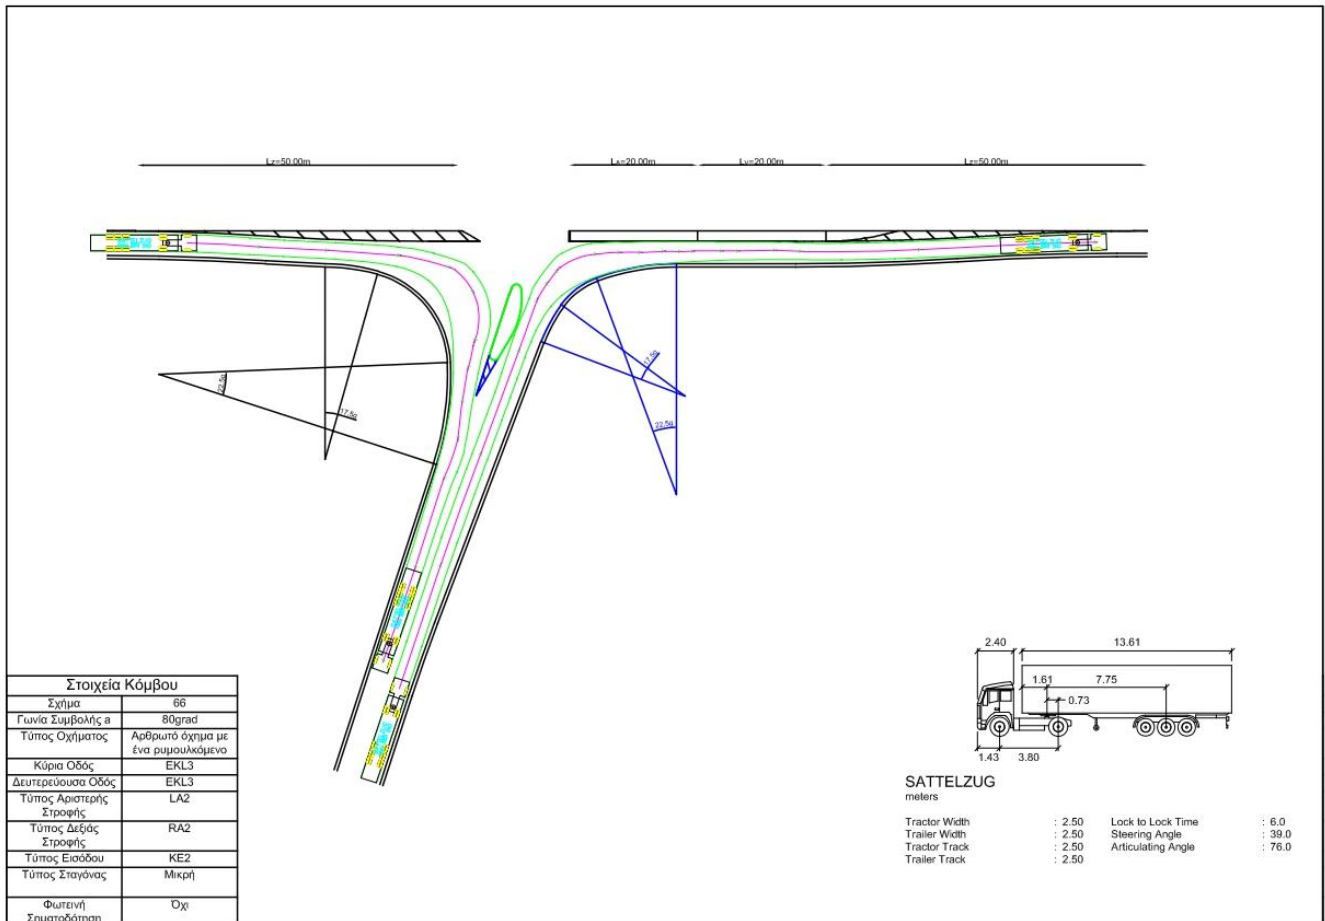 Lz=50.00m
LA=20.00m
Lv=20.00m
Lz=50.00m
22.5g
17.5g
17.5g
22.5g
Στοιχεία Κόμβου
Σχήμα 66
Γωνία Συμβολής a 80grad
Τύπος Οχήματος Αρθρωτό όχημα με
ένα ρυμουλκόμενο
Κύρια Οδός EKL3
Δευτερεύουσα Οδός EKL3
Τύπος Αριστερής LA2
Στροφής
Τύπος Δεξιάς RA2
Στροφής
Τύπος Εισόδου KE2
Τύπος Σταγόνας Μικρή
Φωτεινή Όχι
Σηματοδότηση
2.40
13.61
1.61
7.75
0.73
1.43
3.80
SATTELZUG
meters
Tractor Width : 2.50 Lock to Lock Time : 6.0
Trailer Width : 2.50 Steering Angle : 39.0
Tractor Track : 2.50 Articulating Angle : 76.0
Trailer Track : 2.50